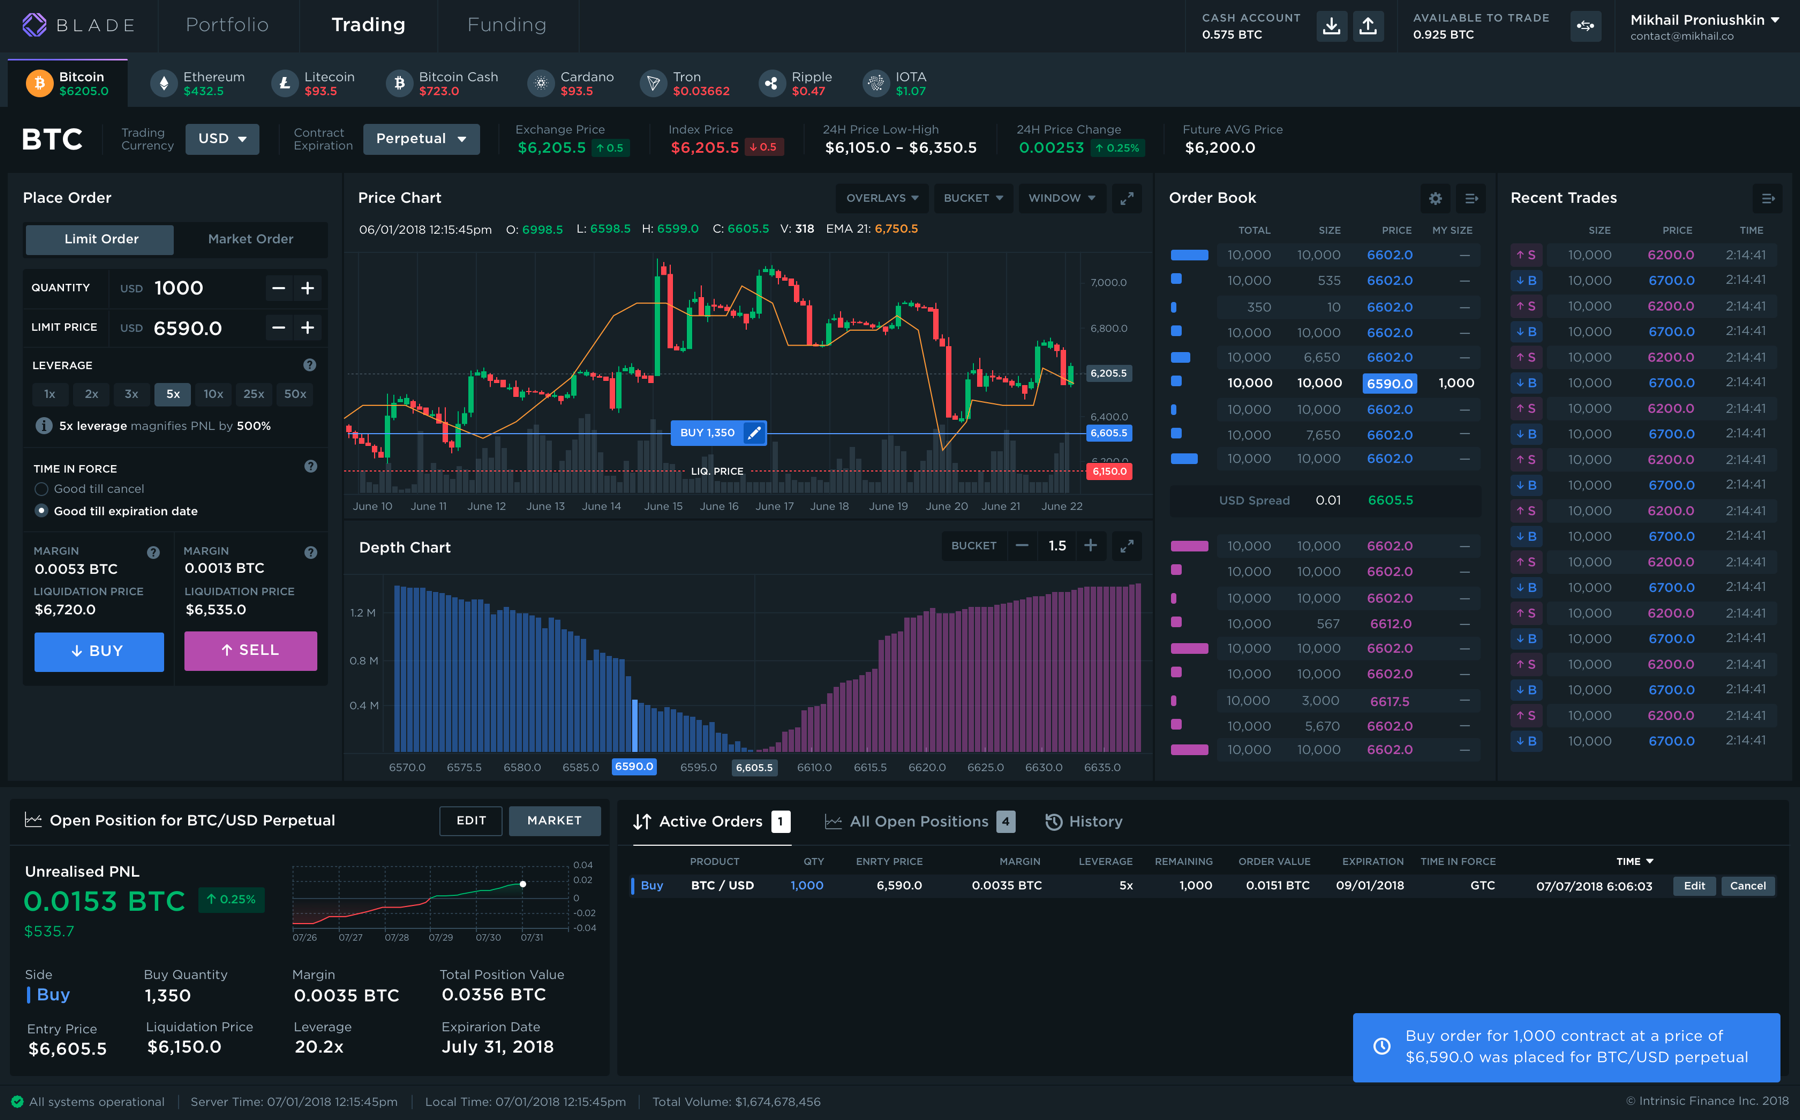 BLADE
Portfolio
Trading
Funding
CASH ACCOUNT
0.575 BTC
AVAILABLE TO TRADE
0.925 BTC
Mikhail Proniushkin
contact@mikhail.co
Bitcoin
$6205.0
Ethereum
$432.5
Litecoin
$93.5
Bitcoin Cash
$723.0
Cardano
$93.5
Tron
$0.03662
Ripple
$0.47
IOTA
$1.07
BTC
Trading
Currency
USD
Contract
Expiration
Perpetual
Exchange Price
$6,205.5 ↑ 0.5
Index Price
$6,205.5 ↓ 0.5
24H Price Low-High
$6,105.0 – $6,350.5
24H Price Change
0.00253 ↑ 0.25%
Future AVG Price
$6,200.0
Place Order
Limit Order
Market Order
QUANTITY USD 1000 − +
LIMIT PRICE USD 6590.0 − +
LEVERAGE ?
1x 2x 3x 5x 10x 25x 50x
5x leverage magnifies PNL by 500%
TIME IN FORCE ?
Good till cancel
Good till expiration date
MARGIN ?
0.0053 BTC
LIQUIDATION PRICE
$6,720.0
↓ BUY
MARGIN ?
0.0013 BTC
LIQUIDATION PRICE
$6,535.0
↑ SELL
Price Chart
OVERLAYS BUCKET WINDOW
06/01/2018 12:15:45pm O: 6998.5 L: 6598.5 H: 6599.0 C: 6605.5 V: 318 EMA 21: 6,750.5
7,000.0
6,800.0
6,205.5
6,400.0
BUY 1,350
6,605.5
6,200.0
LIQ. PRICE
6,150.0
June 10 June 11 June 12 June 13 June 14 June 15 June 16 June 17 June 18 June 19 June 20 June 21 June 22
Depth Chart
BUCKET − 1.5 +
1.2 M
0.8 M
0.4 M
6570.0 6575.5 6580.0 6585.0 6590.0 6595.0 6,605.5 6610.0 6615.5 6620.0 6625.0 6630.0 6635.0
Order Book
TOTAL SIZE PRICE MY SIZE
10,000 10,000 6602.0 —
10,000 535 6602.0 —
350 10 6602.0 —
10,000 10,000 6602.0 —
10,000 6,650 6602.0 —
10,000 10,000 6590.0 1,000
10,000 10,000 6602.0 —
10,000 7,650 6602.0 —
10,000 10,000 6602.0 —
USD Spread 0.01 6605.5
10,000 10,000 6602.0 —
10,000 10,000 6602.0 —
10,000 10,000 6602.0 —
10,000 567 6612.0 —
10,000 10,000 6602.0 —
10,000 10,000 6602.0 —
10,000 3,000 6617.5 —
10,000 5,670 6602.0 —
10,000 10,000 6602.0 —
Recent Trades
SIZE PRICE TIME
↑ S 10,000 6200.0 2:14:41
↓ B 10,000 6700.0 2:14:41
↑ S 10,000 6200.0 2:14:41
↓ B 10,000 6700.0 2:14:41
↑ S 10,000 6200.0 2:14:41
↓ B 10,000 6700.0 2:14:41
↑ S 10,000 6200.0 2:14:41
↓ B 10,000 6700.0 2:14:41
↑ S 10,000 6200.0 2:14:41
↓ B 10,000 6700.0 2:14:41
↑ S 10,000 6200.0 2:14:41
↓ B 10,000 6700.0 2:14:41
↑ S 10,000 6200.0 2:14:41
↓ B 10,000 6700.0 2:14:41
↑ S 10,000 6200.0 2:14:41
↓ B 10,000 6700.0 2:14:41
↑ S 10,000 6200.0 2:14:41
↓ B 10,000 6700.0 2:14:41
↑ S 10,000 6200.0 2:14:41
↓ B 10,000 6700.0 2:14:41
Open Position for BTC/USD Perpetual
EDIT
MARKET
Unrealised PNL
0.0153 BTC ↑ 0.25%
$535.7
0.04
0.02
0
-0.02
-0.04
07/26 07/27 07/28 07/29 07/30 07/31
Side
Buy
Buy Quantity
1,350
Margin
0.0035 BTC
Total Position Value
0.0356 BTC
Entry Price
$6,605.5
Liquidation Price
$6,150.0
Leverage
20.2x
Expirarion Date
July 31, 2018
Active Orders 1
All Open Positions 4
History
PRODUCT QTY ENRTY PRICE MARGIN LEVERAGE REMAINING ORDER VALUE EXPIRATION TIME IN FORCE TIME
Buy BTC / USD 1,000 6,590.0 0.0035 BTC 5x 1,000 0.0151 BTC 09/01/2018 GTC 07/07/2018 6:06:03 Edit Cancel
Buy order for 1,000 contract at a price of
$6,590.0 was placed for BTC/USD perpetual
All systems operational
Server Time: 07/01/2018 12:15:45pm
Local Time: 07/01/2018 12:15:45pm
Total Volume: $1,674,678,456
© Intrinsic Finance Inc. 2018